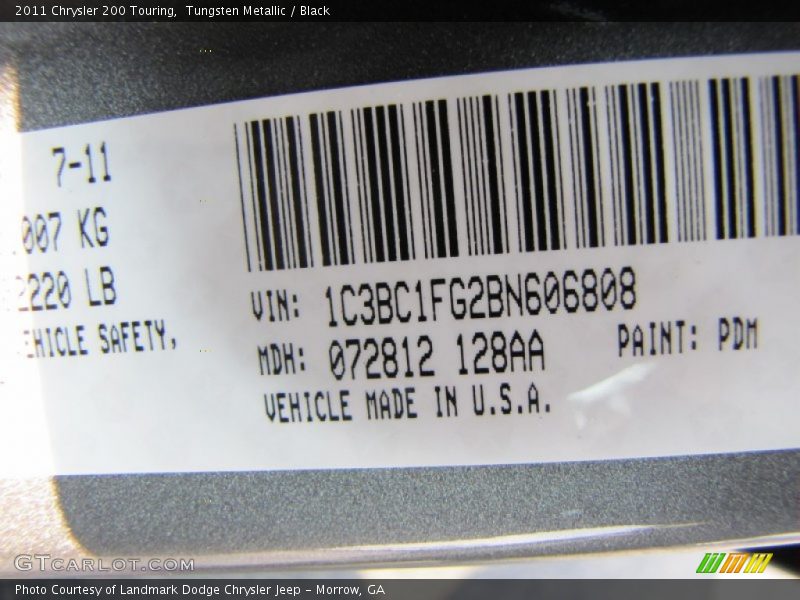 2011 Chrysler 200 Touring,  Tungsten Metallic / Black
7-11
007 KG
2220 LB
EHICLE SAFETY,
VIN: 1C3BC1FG2BN606808
MDH: 072812 128AA
PAINT: PDM
VEHICLE MADE IN U.S.A.
GTCARLOT.COM
Photo Courtesy of Landmark Dodge Chrysler Jeep - Morrow, GA